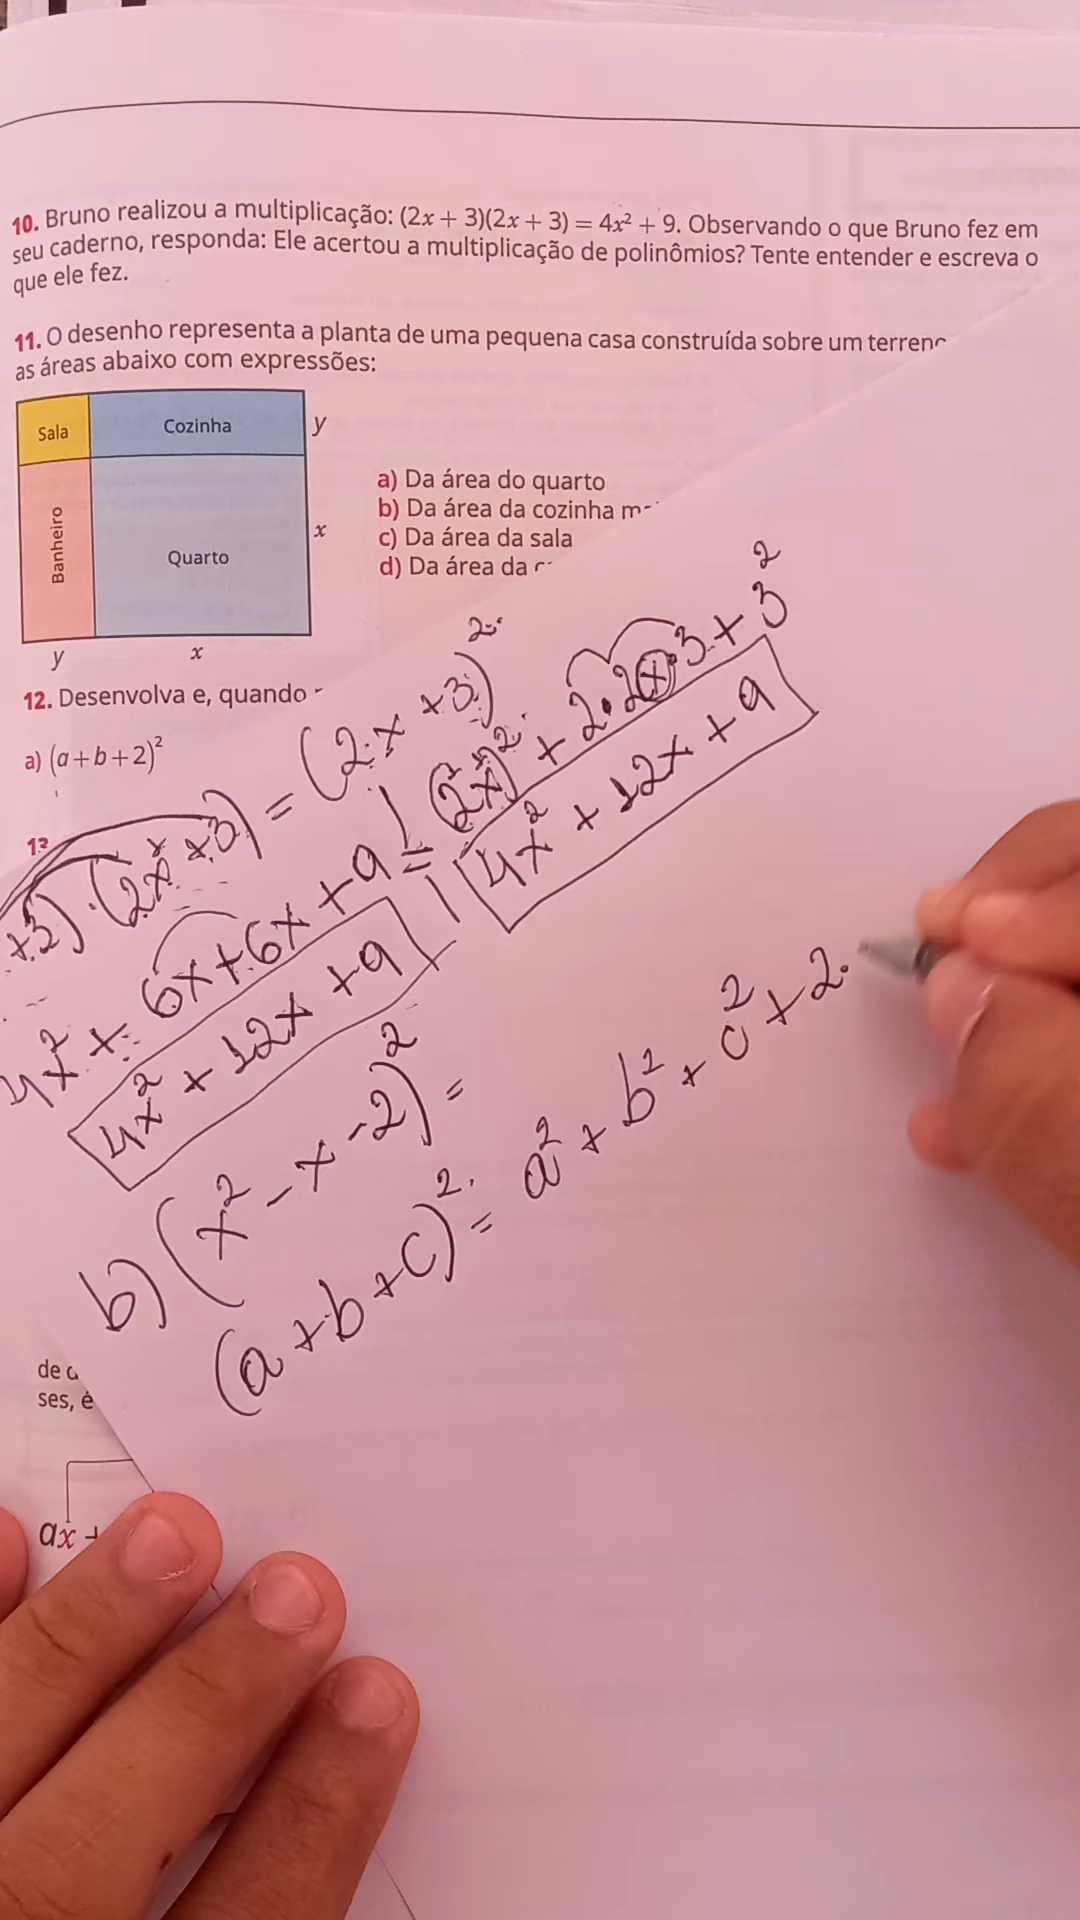 10. Bruno realizou a multiplicação: (2x + 3)(2x + 3) = 4x² + 9. Observando o que Bruno fez em
seu caderno, responda: Ele acertou a multiplicação de polinômios? Tente entender e escreva o
que ele fez.
11. O desenho representa a planta de uma pequena casa construída sobre um terreno
as áreas abaixo com expressões:
Sala
Cozinha
y
Banheiro
Quarto
x
y
x
a) Da área do quarto
b) Da área da cozinha
c) Da área da sala
d) Da área da
12. Desenvolva e, quando
a) (a+b+2)²
13
+3) · (2x+3) = (2x+3)²
= (2x)² + 2·2x·3 + 3²
4x² + 6x+6x+9
4x² + 12x + 9
4x² + 12x + 9
b) (x² - x - 2)² =
(a+b+c)² = a² + b² + c² + 2·
de
ses, é
ax +